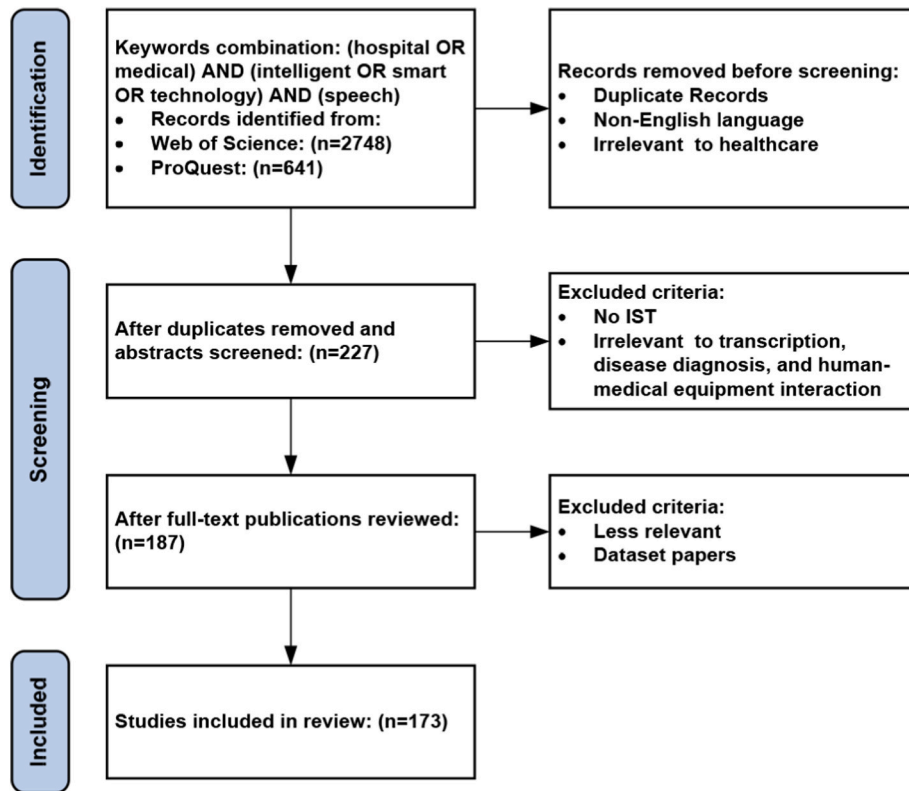 Identification
Keywords combination: (hospital OR
medical) AND (intelligent OR smart
OR technology) AND (speech)
• Records identified from:
• Web of Science: (n=2748)
• ProQuest: (n=641)
Records removed before screening:
• Duplicate Records
• Non-English language
• Irrelevant to healthcare
Screening
After duplicates removed and
abstracts screened: (n=227)
Excluded criteria:
• No IST
• Irrelevant to transcription,
disease diagnosis, and human-
medical equipment interaction
After full-text publications reviewed:
(n=187)
Excluded criteria:
• Less relevant
• Dataset papers
Included
Studies included in review: (n=173)